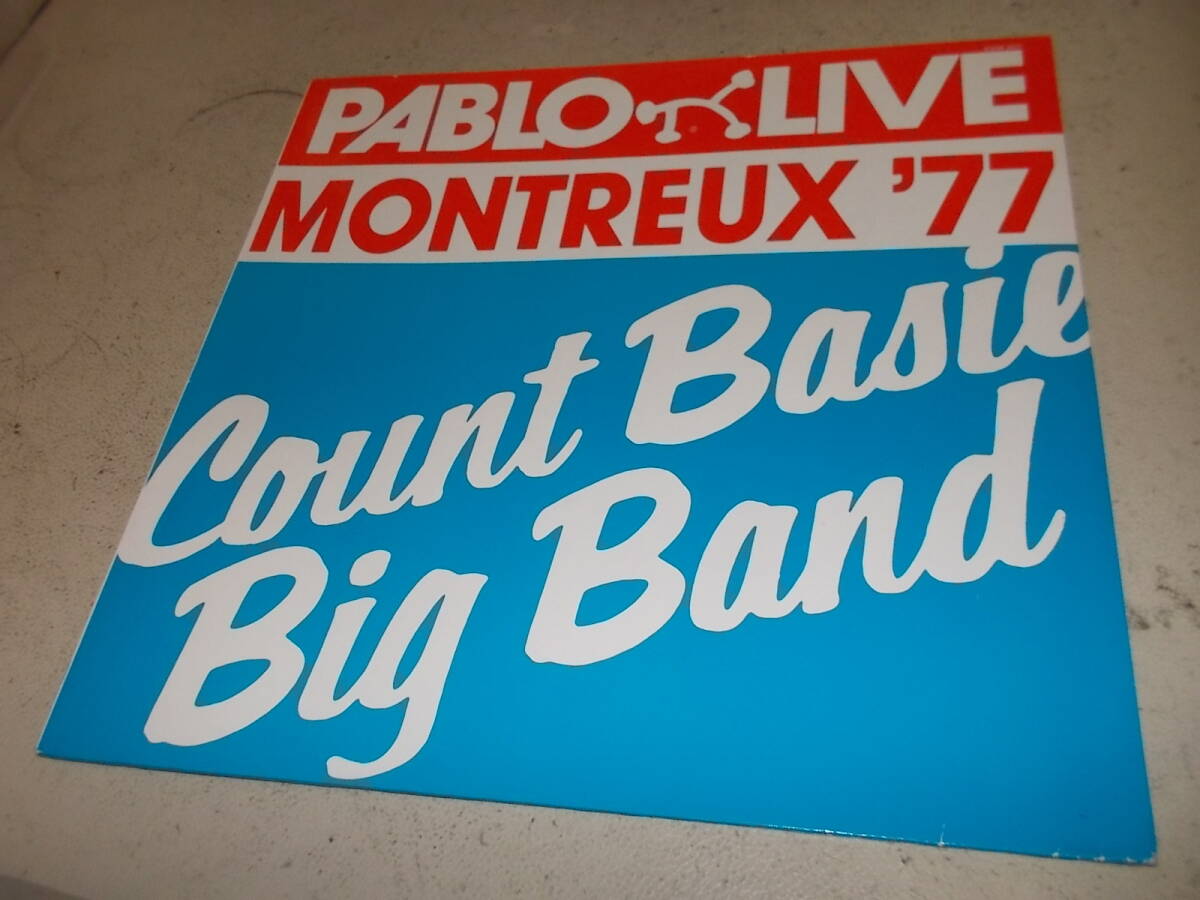 PABLO LIVE
MONTREUX '77
Count Basie
Big Band